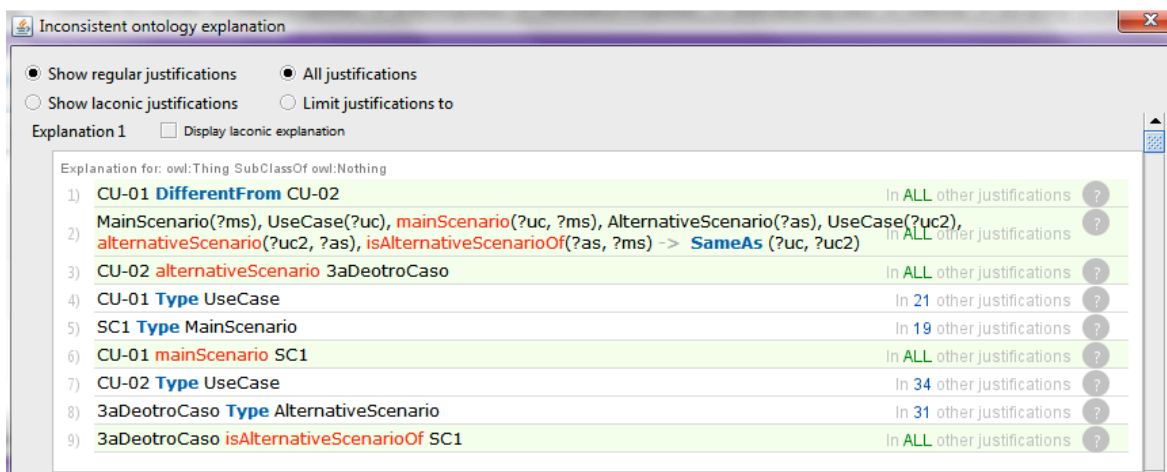 Inconsistent ontology explanation
Show regular justifications All justifications
Show laconic justifications Limit justifications to
Explanation 1 Display laconic explanation
Explanation for: owl:Thing SubClassOf owl:Nothing
1) CU-01 DifferentFrom CU-02 In ALL other justifications ?
MainScenario(?ms), UseCase(?uc), mainScenario(?uc, ?ms), AlternativeScenario(?as), UseCase(?uc2),
2) alternativeScenario(?uc2, ?as), isAlternativeScenarioOf(?as, ?ms) -> SameAs (?uc, ?uc2) In ALL other justifications ?
3) CU-02 alternativeScenario 3aDeotroCaso In ALL other justifications ?
4) CU-01 Type UseCase In 21 other justifications ?
5) SC1 Type MainScenario In 19 other justifications ?
6) CU-01 mainScenario SC1 In ALL other justifications ?
7) CU-02 Type UseCase In 34 other justifications ?
8) 3aDeotroCaso Type AlternativeScenario In 31 other justifications ?
9) 3aDeotroCaso isAlternativeScenarioOf SC1 In ALL other justifications ?